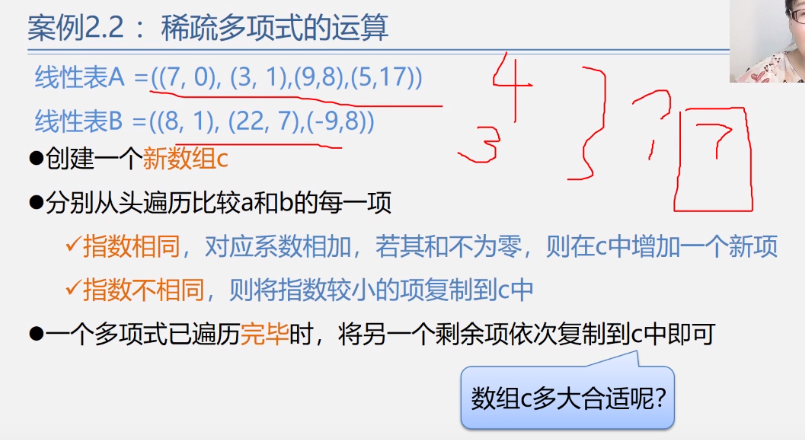 案例2.2 ：稀疏多项式的运算
线性表A =((7, 0), (3, 1),(9,8),(5,17))
线性表B =((8, 1), (22, 7),(-9,8))
4
3
?
7
●创建一个新数组c
●分别从头遍历比较a和b的每一项
✓指数相同，对应系数相加，若其和不为零，则在c中增加一个新项
✓指数不相同，则将指数较小的项复制到c中
●一个多项式已遍历完毕时，将另一个剩余项依次复制到c中即可
数组c多大合适呢?